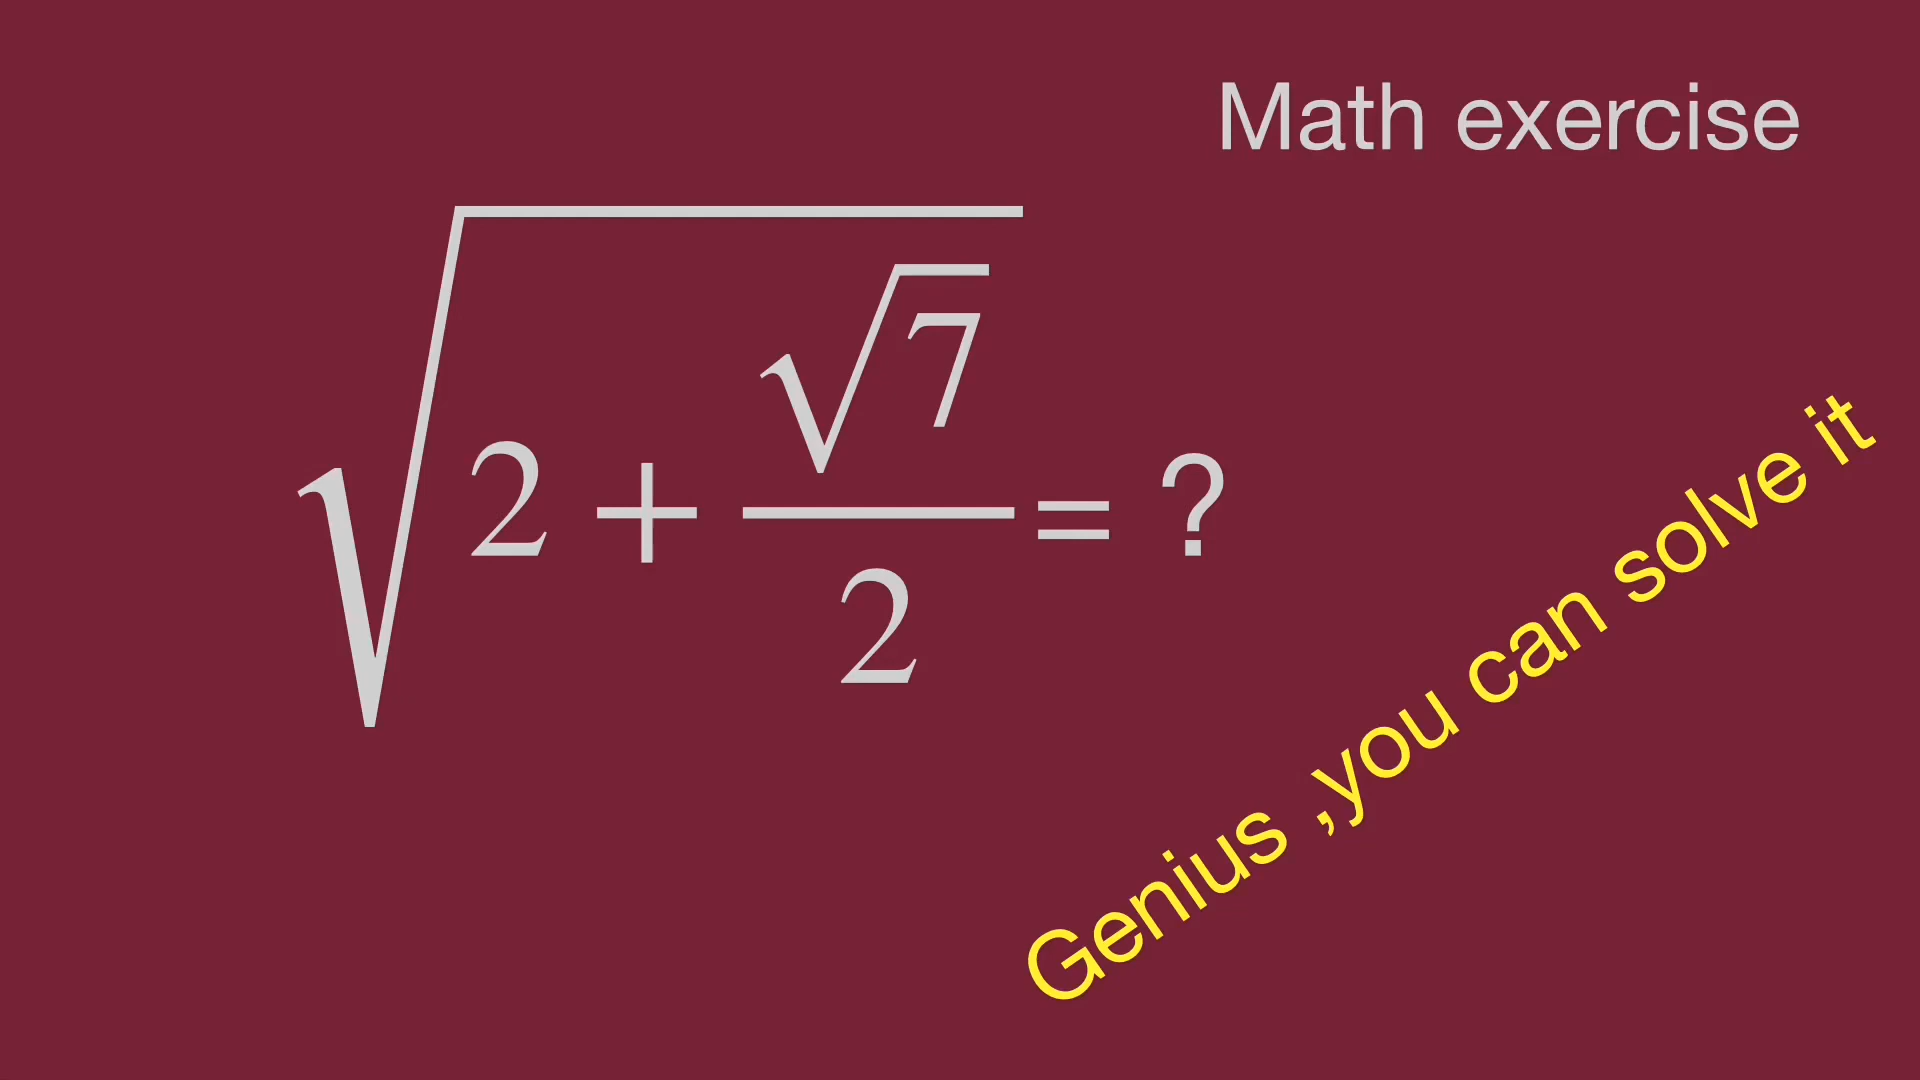 Math exercise
√(2 + √7/2) = ?
Genius ,you can solve it